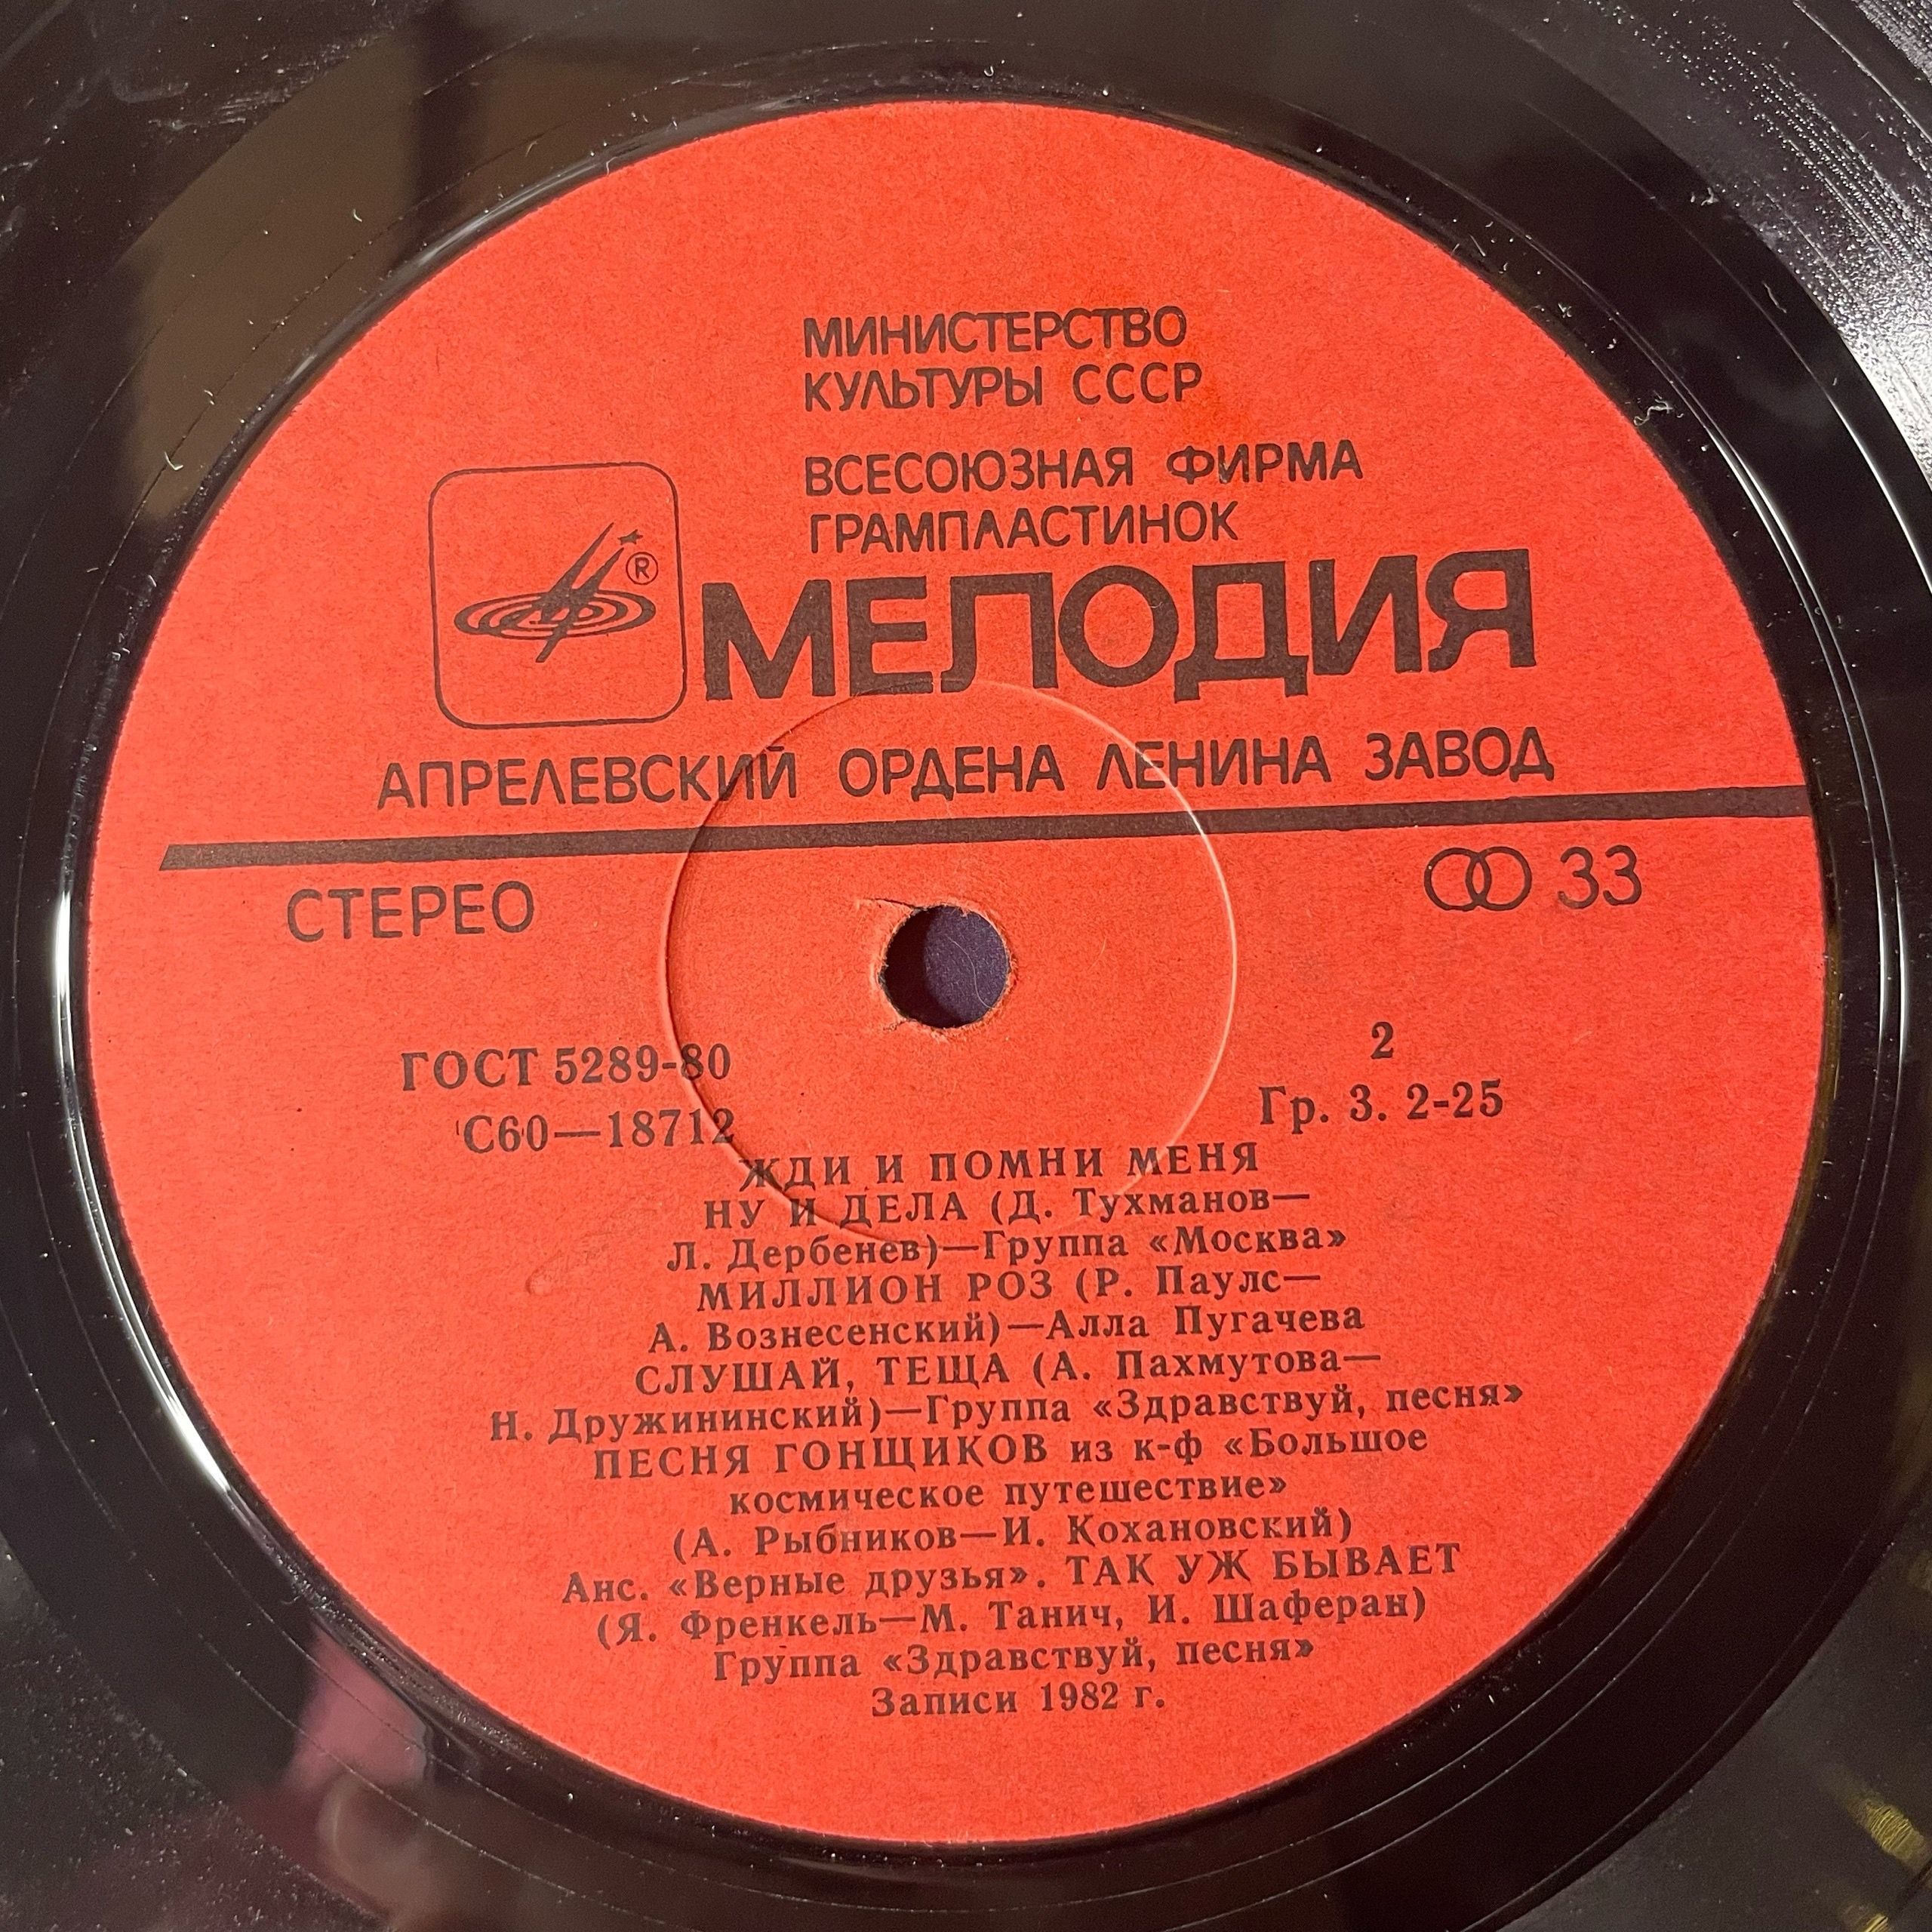 МИНИСТЕРСТВО
КУЛЬТУРЫ СССР
ВСЕСОЮЗНАЯ ФИРМА
ГРАМПЛАСТИНОК
®
МЕЛОДИЯ
АПРЕЛЕВСКИЙ ОРДЕНА ЛЕНИНА ЗАВОД
СТЕРЕО
33
ГОСТ 5289-80
2
С60—18712
Гр. 3. 2-25
ЖДИ И ПОМНИ МЕНЯ
НУ И ДЕЛА (Д. Тухманов—
Л. Дербенев)—Группа «Москва»
МИЛЛИОН РОЗ (Р. Паулс—
А. Вознесенский)—Алла Пугачева
СЛУШАЙ, ТЕЩА (А. Пахмутова—
Н. Дружининский)—Группа «Здравствуй, песня»
ПЕСНЯ ГОНЩИКОВ из к-ф «Большое
космическое путешествие»
(А. Рыбников—И. Кохановский)
Анс. «Верные друзья». ТАК УЖ БЫВАЕТ
(Я. Френкель—М. Танич, И. Шаферан)
Группа «Здравствуй, песня»
Записи 1982 г.